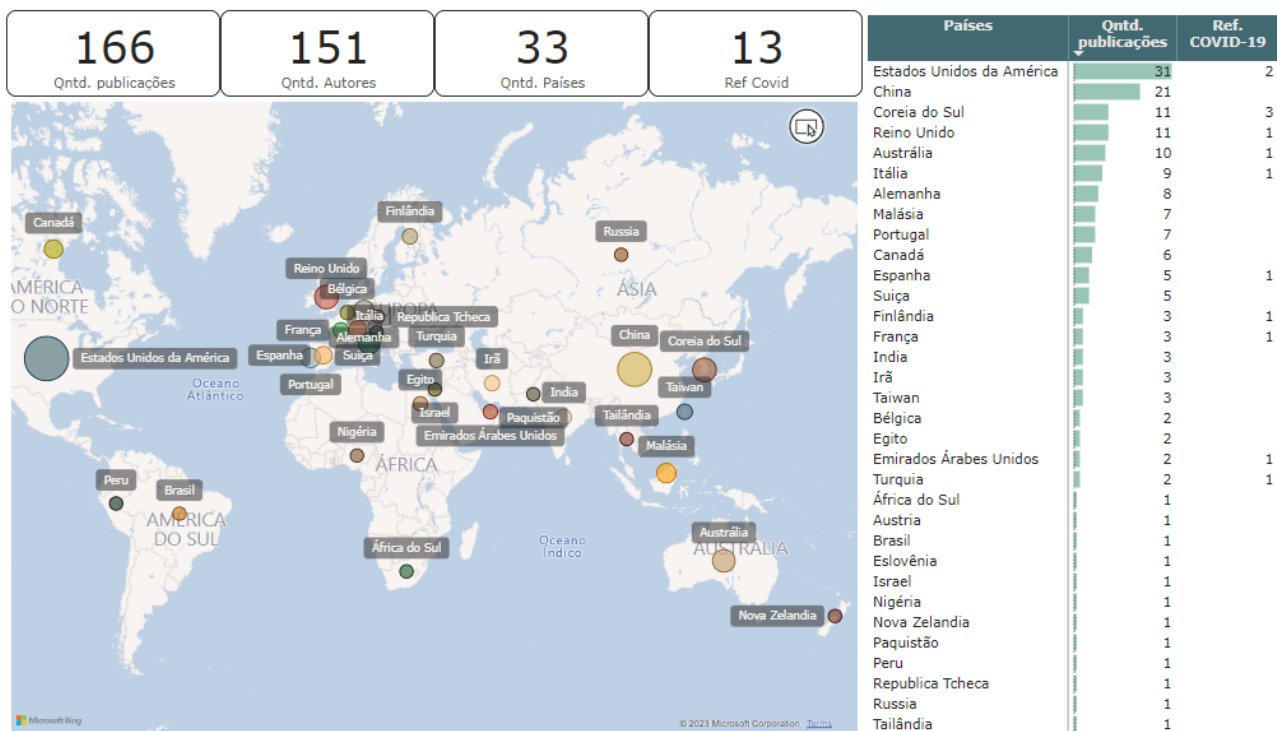 166
Qntd. publicações
151
Qntd. Autores
33
Qntd. Países
13
Ref Covid
Canadá
Finlândia
Russia
Reino Unido
Bélgica
ÁSIA
AMÉRICA
DO NORTE
EUROPA
Itália
Republica Tcheca
França
Alemanha
Turquia
China
Coreia do Sul
Estados Unidos da América
Espanha
Suiça
Irã
Oceano
Atlântico
Portugal
Egito
India
Taiwan
Israel
Paquistão
Tailândia
Nigéria
Emirados Árabes Unidos
Malásia
ÁFRICA
Peru
Brasil
AMÉRICA
DO SUL
África do Sul
Oceano
Índico
Austrália
AUSTRÁLIA
Nova Zelandia
Microsoft Bing
© 2023 Microsoft Corporation Terms
Países Qntd. publicações Ref. COVID-19
Estados Unidos da América 31 2
China 21
Coreia do Sul 11 3
Reino Unido 11 1
Austrália 10 1
Itália 9 1
Alemanha 8
Malásia 7
Portugal 7
Canadá 6
Espanha 5 1
Suiça 5
Finlândia 3 1
França 3 1
India 3
Irã 3
Taiwan 3
Bélgica 2
Egito 2
Emirados Árabes Unidos 2 1
Turquia 2 1
África do Sul 1
Austria 1
Brasil 1
Eslovênia 1
Israel 1
Nigéria 1
Nova Zelandia 1
Paquistão 1
Peru 1
Republica Tcheca 1
Russia 1
Tailândia 1